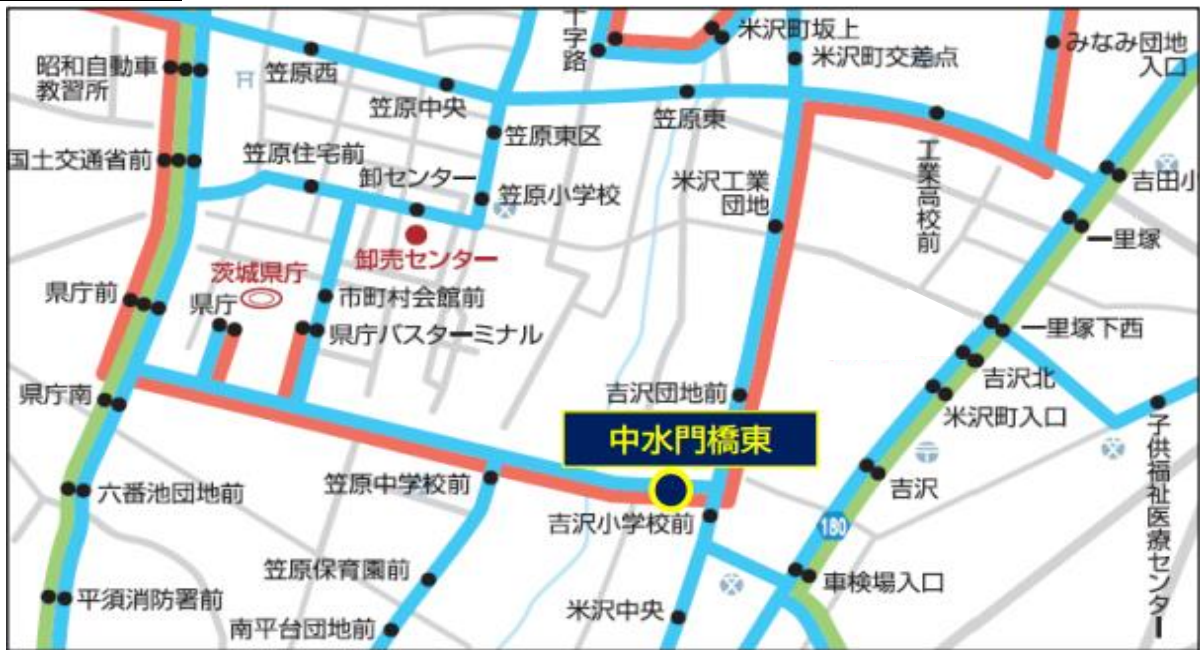 十字路
米沢町坂上
米沢町交差点
みなみ団地
入口
昭和自動車
教習所
笠原西
笠原中央
笠原東区
笠原東
国土交通省前
笠原住宅前
卸センター
笠原小学校
米沢工業
団地
工業高校前
吉田小
一里塚
卸売センター
茨城県庁
県庁前
県庁
市町村会館前
県庁バスターミナル
一里塚下西
吉沢北
県庁南
吉沢団地前
米沢町入口
中水門橋東
子供福祉医療センター
六番池団地前
笠原中学校前
吉沢小学校前
吉沢
180
笠原保育園前
車検場入口
平須消防署前
南平台団地前
米沢中央